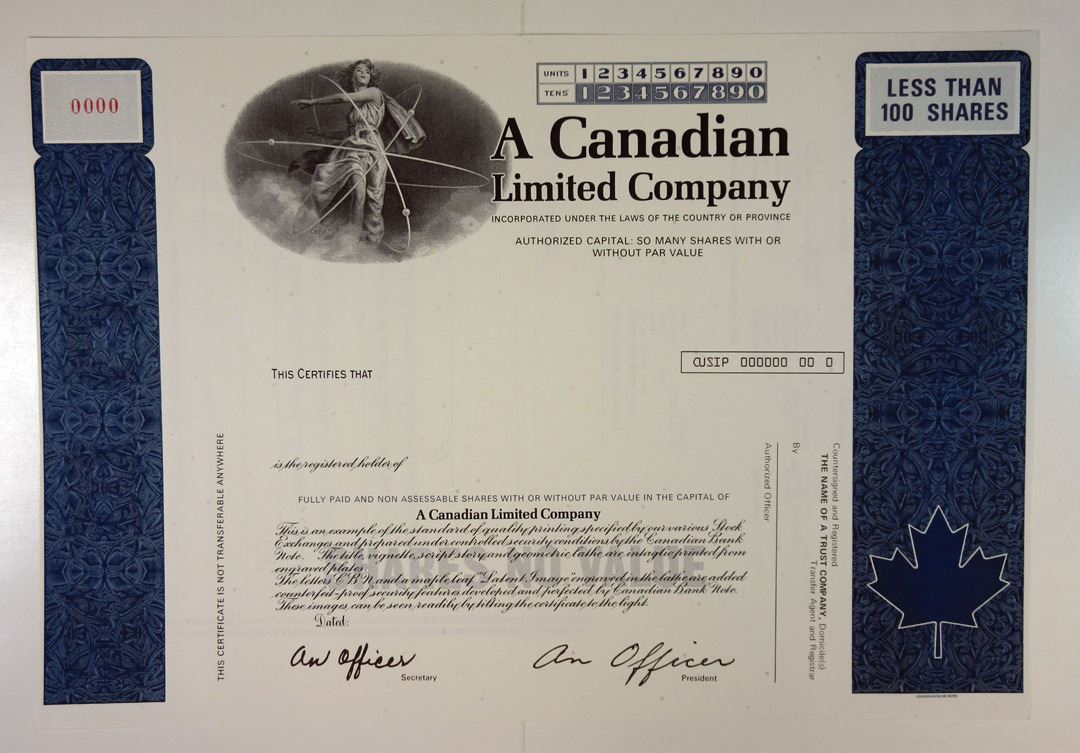 0000
UNITS 1 2 3 4 5 6 7 8 9 0
TENS 1 2 3 4 5 6 7 8 9 0
LESS THAN
100 SHARES
A Canadian
Limited Company
INCORPORATED UNDER THE LAWS OF THE COUNTRY OR PROVINCE
AUTHORIZED CAPITAL: SO MANY SHARES WITH OR
WITHOUT PAR VALUE
THIS CERTIFIES THAT
CUSIP 000000 00 0
is the registered holder of
FULLY PAID AND NON ASSESSABLE SHARES WITH OR WITHOUT PAR VALUE IN THE CAPITAL OF
A Canadian Limited Company
This is an example of the standard of quality printing specified by our various Stock
Exchanges and prepared under controlled security conditions by the Canadian Bank
Note. The title, vignette, script story and geometric lathe are intaglio printed from
engraved plates.
SHARES, NO VALUE
The letters CBN and a maple leaf "Latent Image" engraved in the lathe are added
counterfeit-proof security features developed and perfected by Canadian Bank Note.
These images, can be seen readily by tilting the certificate to the light.
Dated:
An Officer
Secretary
An Officer
President
THIS CERTIFICATE IS NOT TRANSFERABLE ANYWHERE
Countersigned and Registered
THE NAME OF A TRUST COMPANY, Domicile(s)
Transfer Agent and Registrar
By
Authorized Officer
CANADIAN BANK NOTE